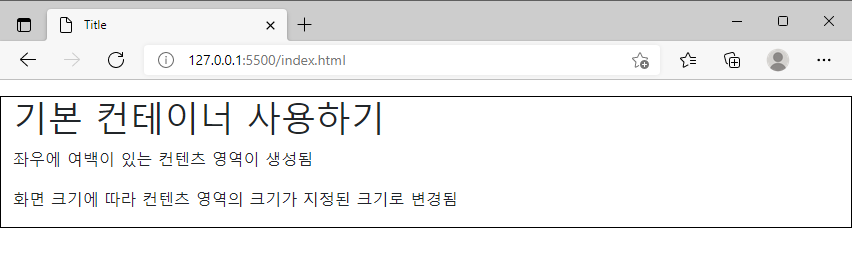 Title
127.0.0.1:5500/index.html
기본 컨테이너 사용하기
좌우에 여백이 있는 컨텐츠 영역이 생성됨
화면 크기에 따라 컨텐츠 영역의 크기가 지정된 크기로 변경됨